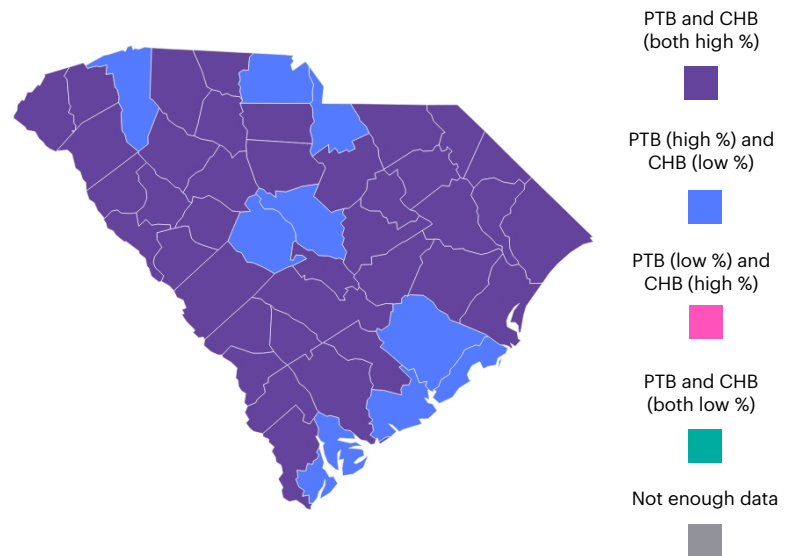 PTB and CHB
(both high %)
PTB (high %) and
CHB (low %)
PTB (low %) and
CHB (high %)
PTB and CHB
(both low %)
Not enough data